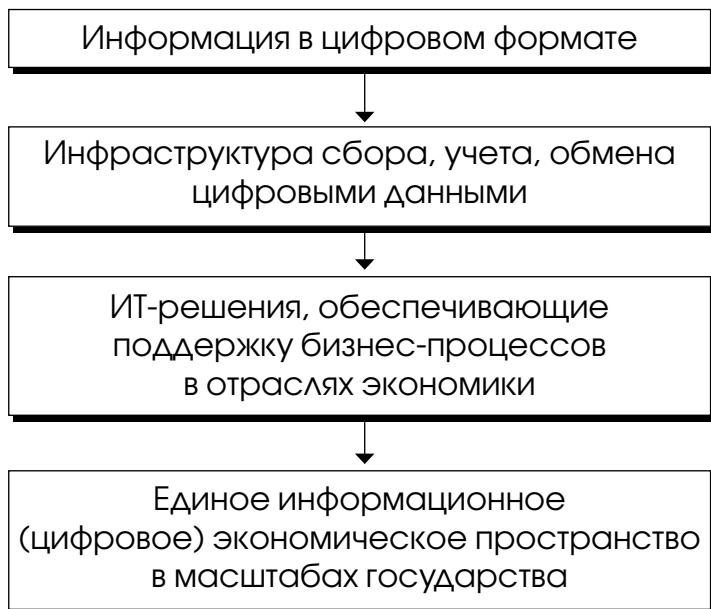 Информация в цифровом формате
Инфраструктура сбора, учета, обмена
цифровыми данными
ИТ-решения, обеспечивающие
поддержку бизнес-процессов
в отраслях экономики
Единое информационное
(цифровое) экономическое пространство
в масштабах государства